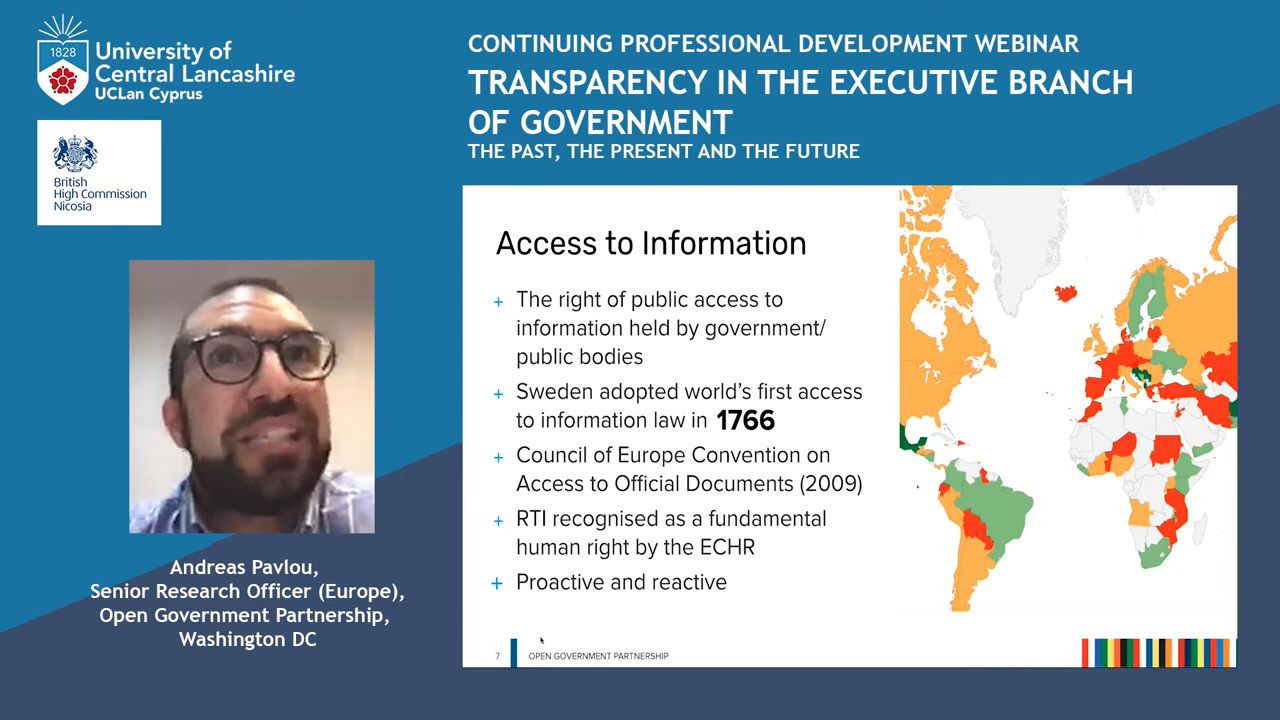 1828
University of
Central Lancashire
UCLan Cyprus
British
High Commission
Nicosia
CONTINUING PROFESSIONAL DEVELOPMENT WEBINAR
TRANSPARENCY IN THE EXECUTIVE BRANCH
OF GOVERNMENT
THE PAST, THE PRESENT AND THE FUTURE
Access to Information
+ The right of public access to
information held by government/
public bodies
+ Sweden adopted world's first access
to information law in 1766
+ Council of Europe Convention on
Access to Official Documents (2009)
+ RTI recognised as a fundamental
human right by the ECHR
+ Proactive and reactive
7 OPEN GOVERNMENT PARTNERSHIP
Andreas Pavlou,
Senior Research Officer (Europe),
Open Government Partnership,
Washington DC